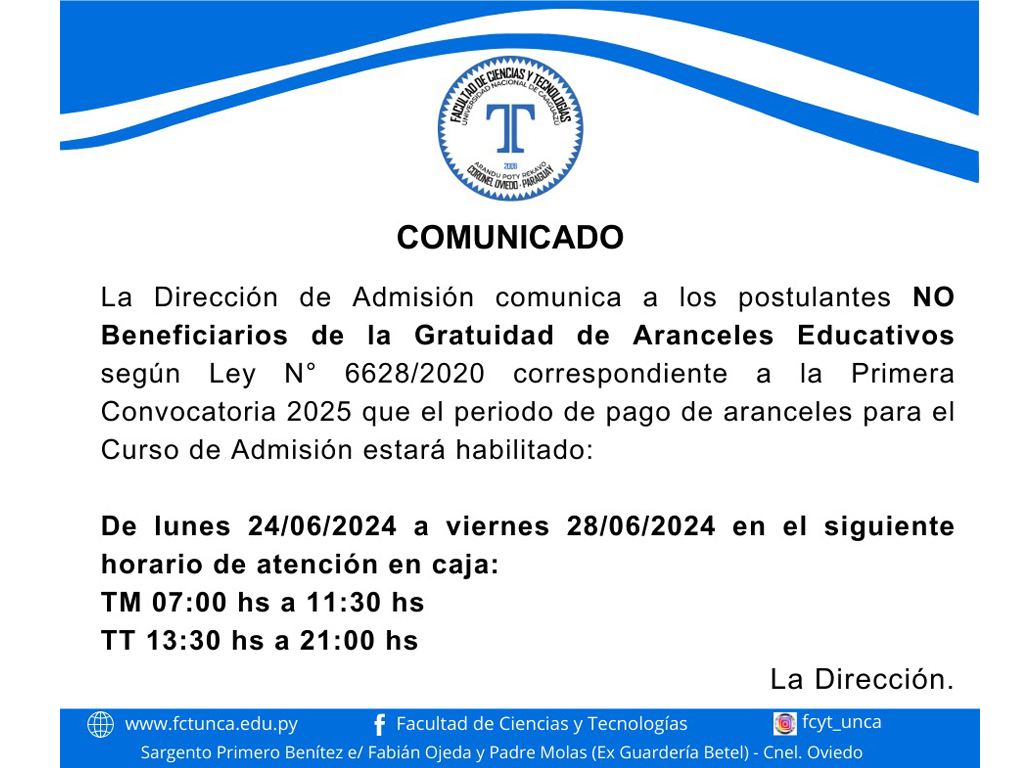 FACULTAD DE CIENCIAS Y TECNOLOGÍAS
UNIVERSIDAD NACIONAL DE CAAGUAZÚ
T
2008
ARANDU POTY REKAVO
CORONEL OVIEDO - PARAGUAY
COMUNICADO
La Dirección de Admisión comunica a los postulantes NO
Beneficiarios de la Gratuidad de Aranceles Educativos
según Ley N° 6628/2020 correspondiente a la Primera
Convocatoria 2025 que el periodo de pago de aranceles para el
Curso de Admisión estará habilitado:
De lunes 24/06/2024 a viernes 28/06/2024 en el siguiente
horario de atención en caja:
TM 07:00 hs a 11:30 hs
TT 13:30 hs a 21:00 hs
La Dirección.
www.fctunca.edu.py Facultad de Ciencias y Tecnologías fcyt_unca
Sargento Primero Benítez e/ Fabián Ojeda y Padre Molas (Ex Guardería Betel) - Cnel. Oviedo